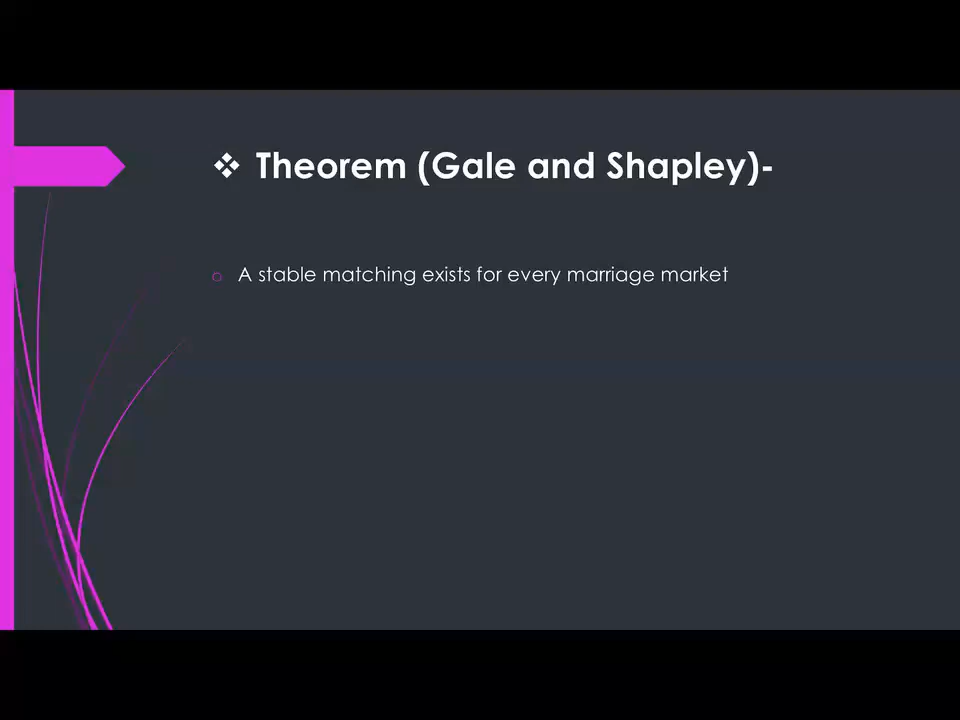 ❖ Theorem (Gale and Shapley)-
o A stable matching exists for every marriage market